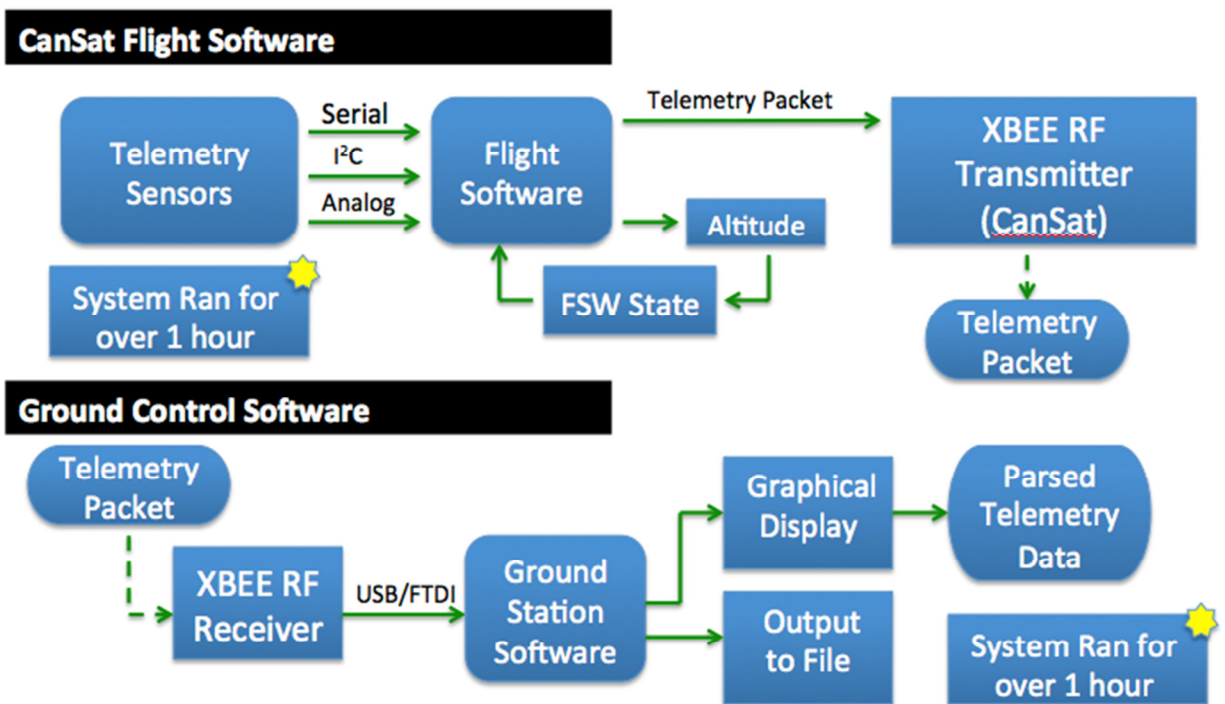 CanSat Flight Software
Telemetry
Sensors
Serial
I²C
Analog
Flight
Software
Telemetry Packet
XBEE RF
Transmitter
(CanSat)
Altitude
FSW State
System Ran for
over 1 hour
Telemetry
Packet
Ground Control Software
Telemetry
Packet
XBEE RF
Receiver
USB/FTDI
Ground
Station
Software
Graphical
Display
Parsed
Telemetry
Data
Output
to File
System Ran for
over 1 hour